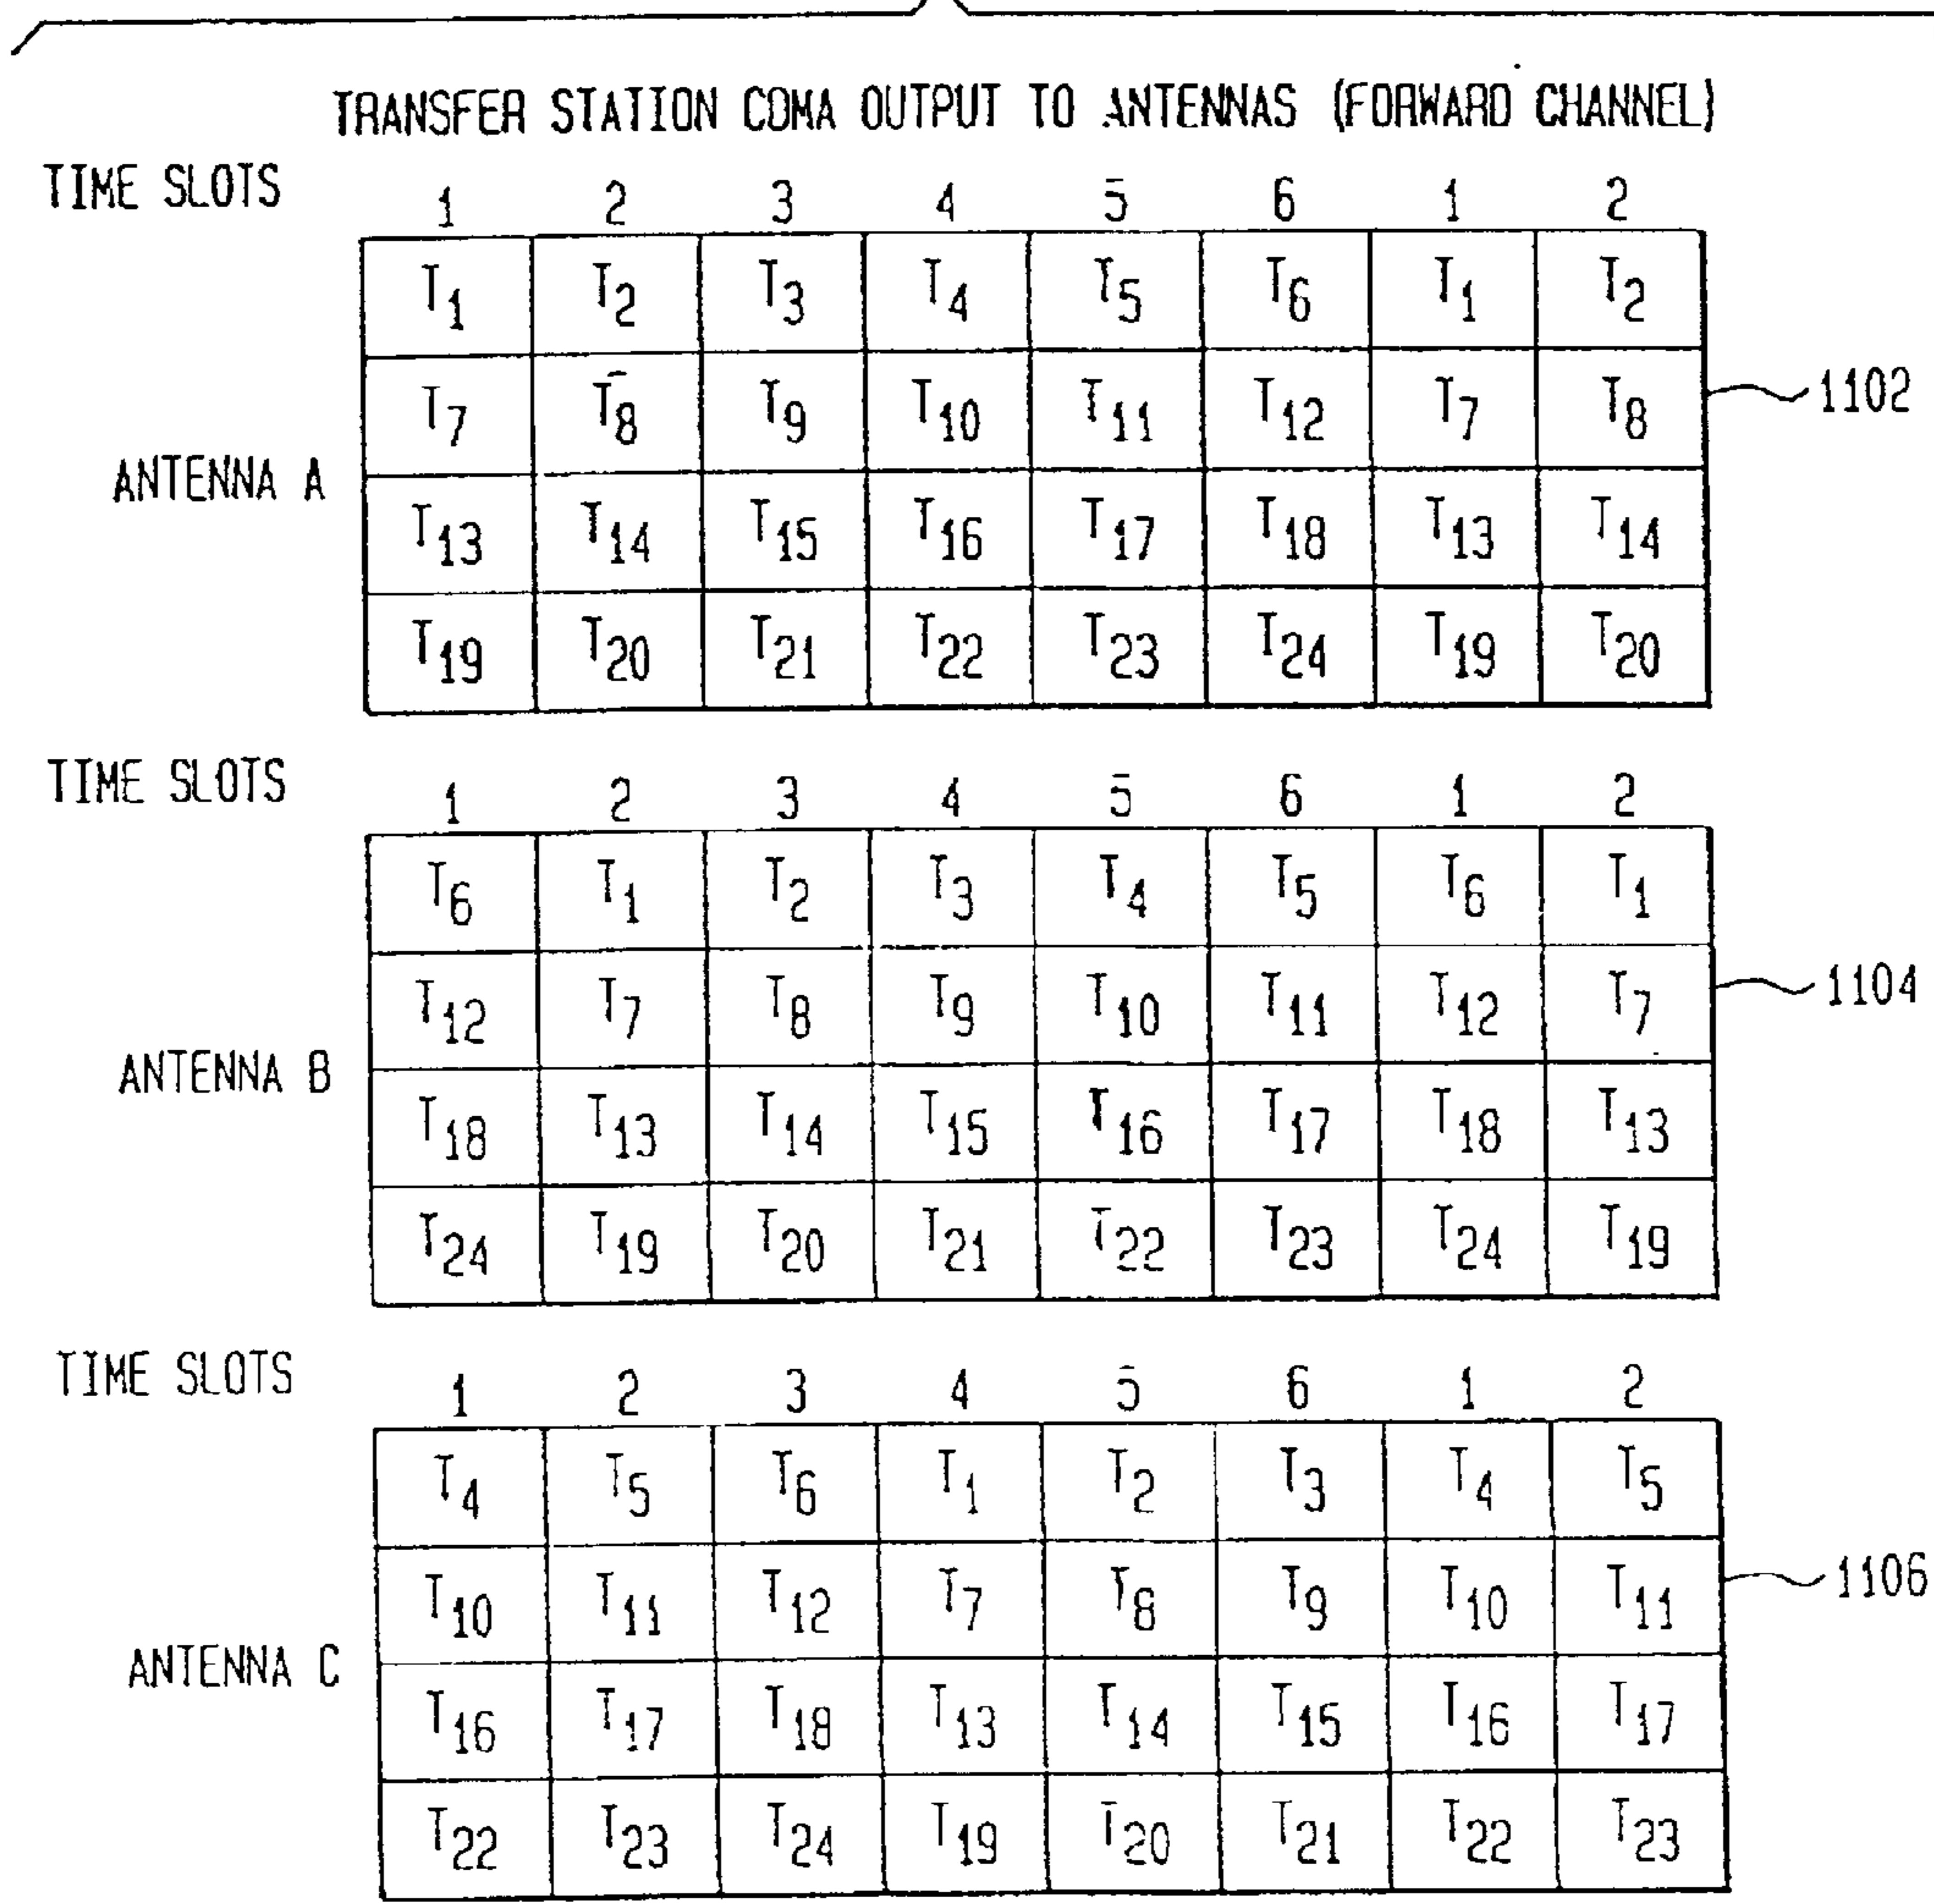 TRANSFER STATION CDMA OUTPUT TO ANTENNAS (FORWARD CHANNEL)
TIME SLOTS 1 2 3 4 5 6 1 2
T1 T2 T3 T4 T5 T6 T1 T2
T7 T8 T9 T10 T11 T12 T7 T8
1102
ANTENNA A
T13 T14 T15 T16 T17 T18 T13 T14
T19 T20 T21 T22 T23 T24 T19 T20
TIME SLOTS 1 2 3 4 5 6 1 2
T6 T1 T2 T3 T4 T5 T6 T1
T12 T7 T8 T9 T10 T11 T12 T7
1104
ANTENNA B
T18 T13 T14 T15 T16 T17 T18 T13
T24 T19 T20 T21 T22 T23 T24 T19
TIME SLOTS 1 2 3 4 5 6 1 2
T4 T5 T6 T1 T2 T3 T4 T5
T10 T11 T12 T7 T8 T9 T10 T11
1106
ANTENNA C
T16 T17 T18 T13 T14 T15 T16 T17
T22 T23 T24 T19 T20 T21 T22 T23